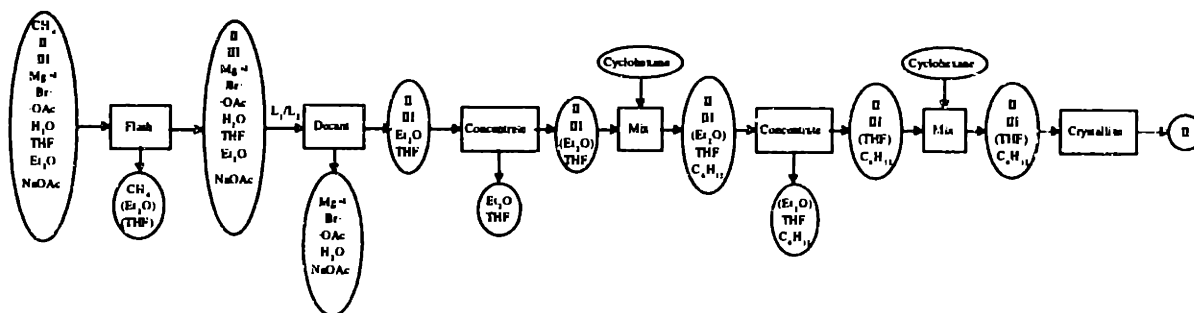 CH₄
II
III
Mg⁺²
Br⁻
⁻OAc
H₂O
THF
Et₂O
NaOAc
Flash
CH₄
(Et₂O)
(THF)
II
III
Mg⁺²
Br⁻
⁻OAc
H₂O
THF
Et₂O
NaOAc
L₁/L₂
Decant
Mg⁺²
Br⁻
⁻OAc
H₂O
NaOAc
II
III
Et₂O
THF
Concentrate
Et₂O
THF
II
III
(Et₂O)
THF
Cyclohexane
Mix
II
III
(Et₂O)
THF
C₆H₁₂
Concentrate
(Et₂O)
THF
C₆H₁₂
II
III
(THF)
C₆H₁₂
Cyclohexane
Mix
II
III
(THF)
C₆H₁₂
Crystallize
II